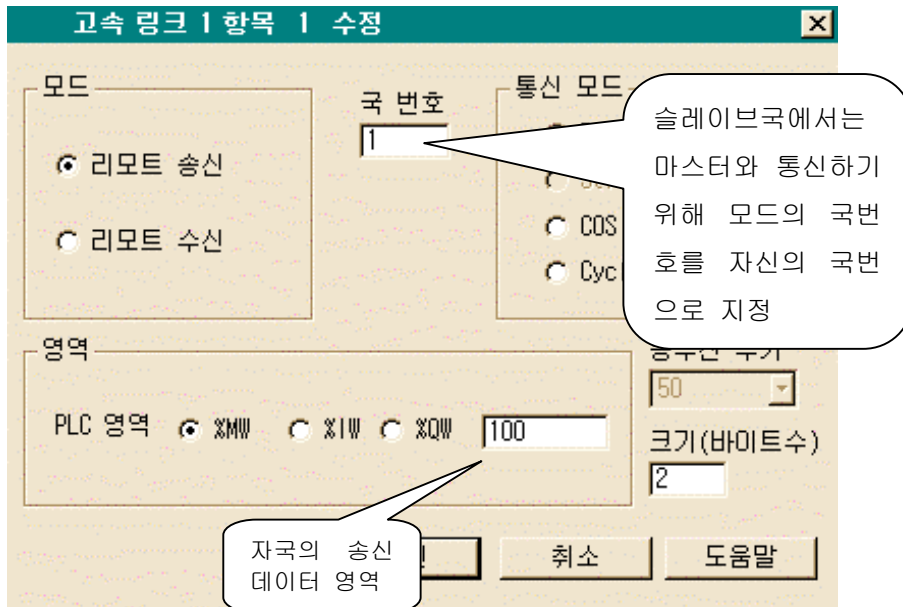 고속 링크 1 항목 1 수정
모드
국 번호
통신 모드
1
리모트 송신
리모트 수신
COS
슬레이브국에서는
마스터와 통신하기
위해 모드의 국번
호를 자신의 국번
으로 지정
영역
50
PLC 영역 %MW %IW %QW 100
크기(바이트수)
2
자국의 송신
데이터 영역
취소
도움말